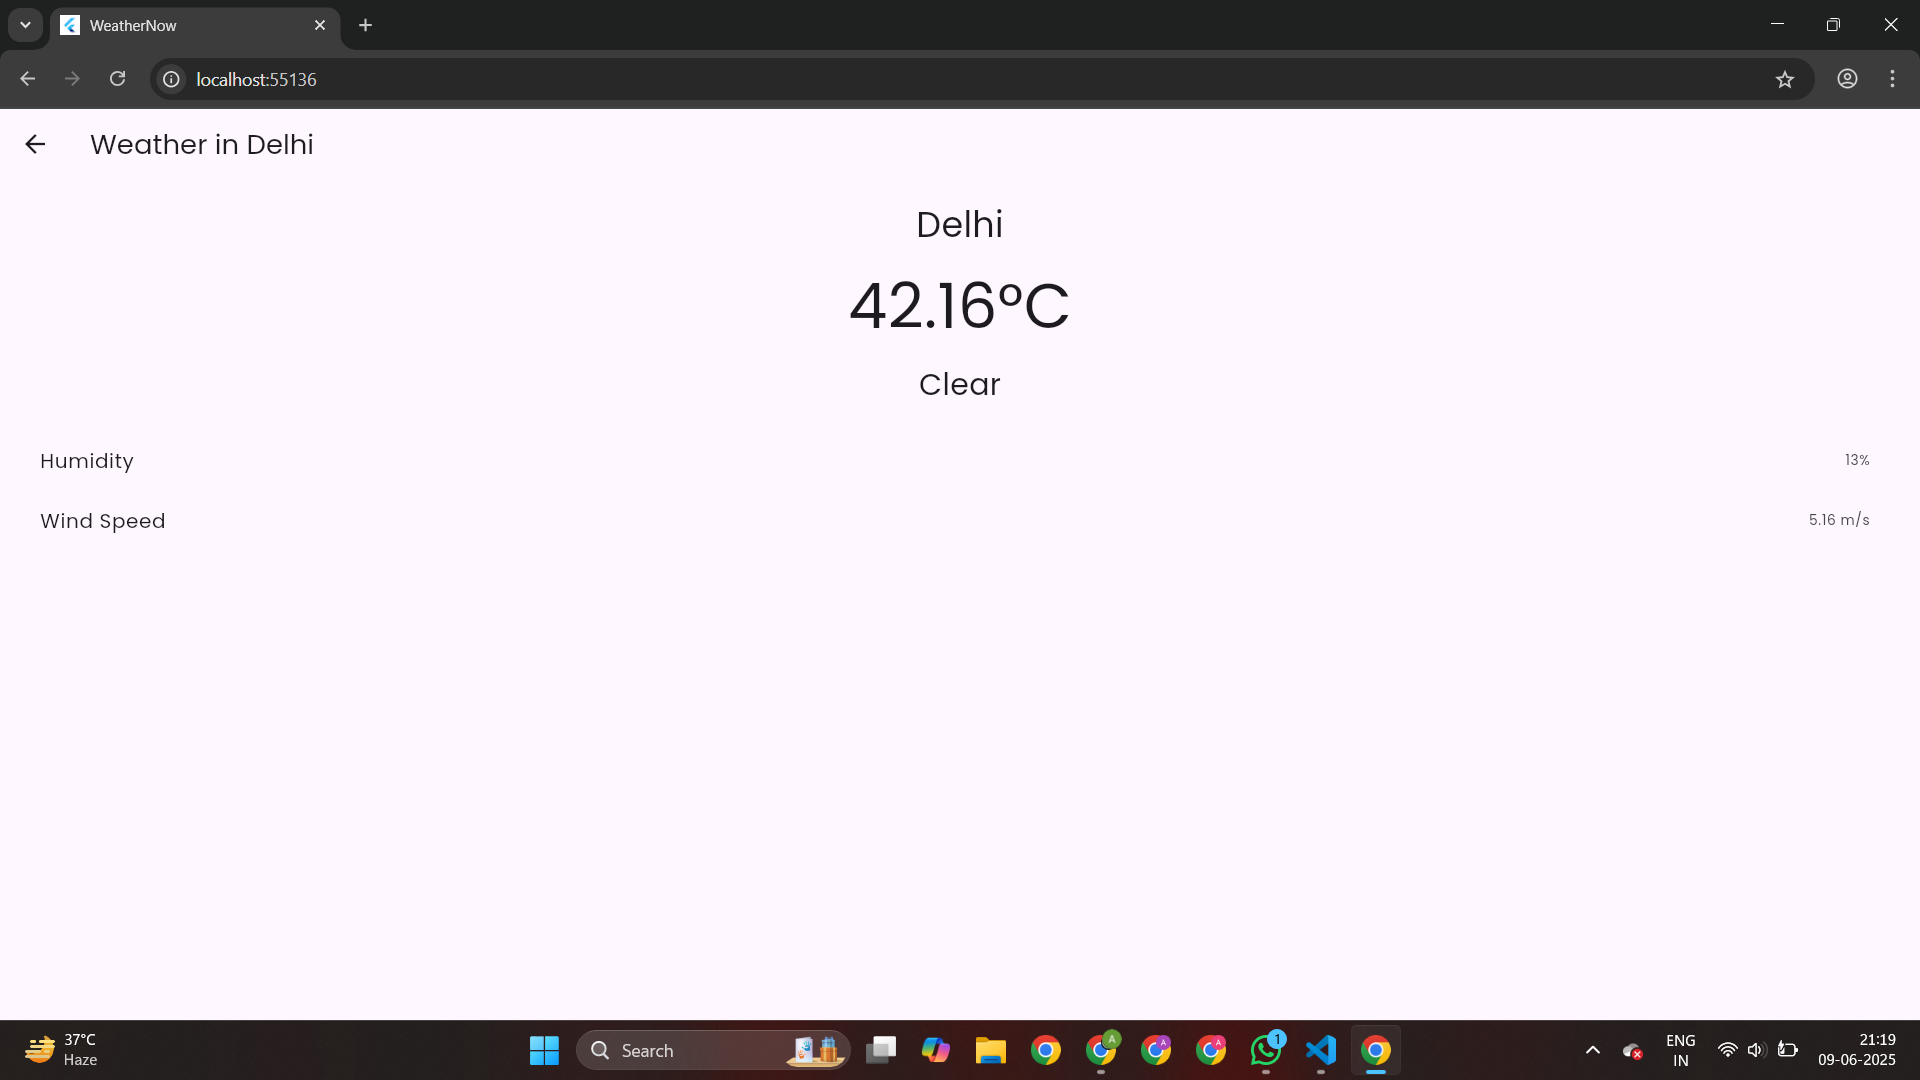 WeatherNow
localhost:55136
Weather in Delhi
Delhi
42.16°C
Clear
Humidity 13%
Wind Speed 5.16 m/s
37°C
Haze
Search
A
A
A
1
ENG
IN
21:19
09-06-2025